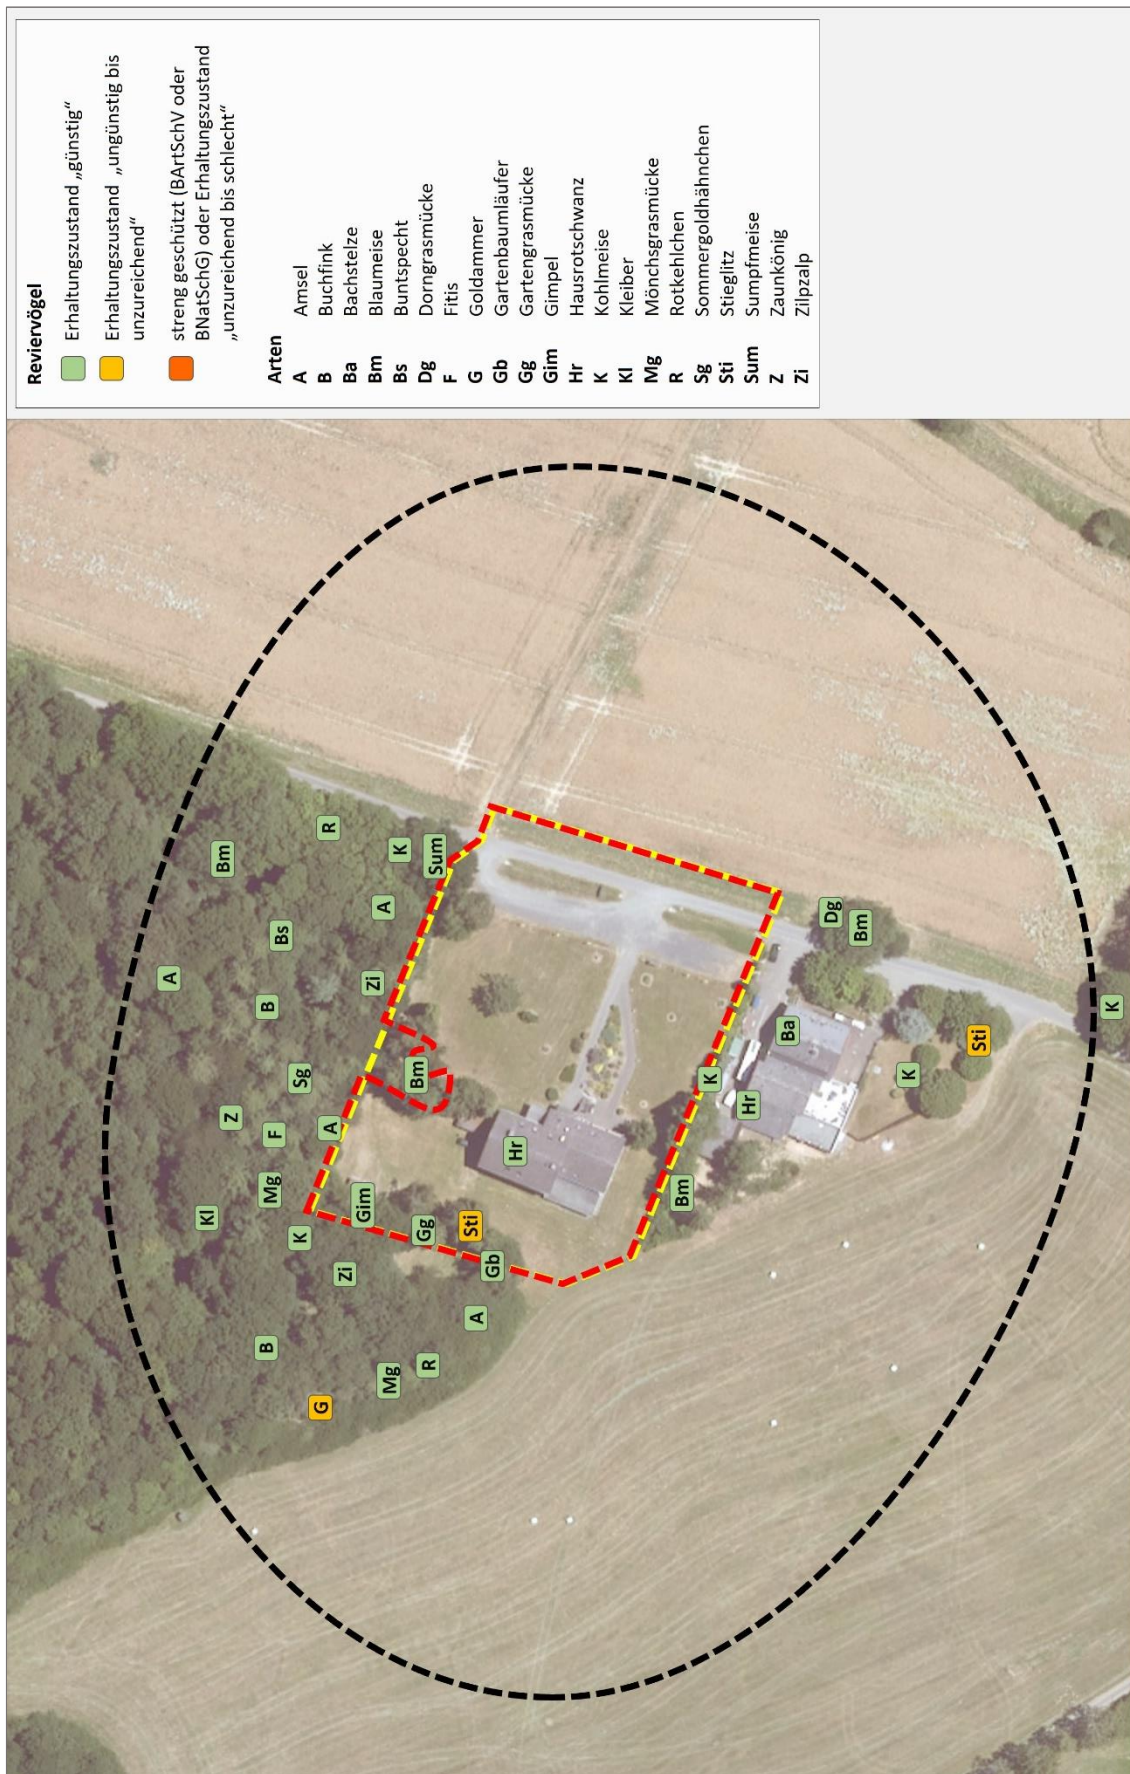 A
Kl
Bm
Z
B
Mg
F
B
Bs
K
Sg
G
A
R
Zi
Gim
Zi
A
Mg
K
Bm
R
Gg
Sum
Sti
A
Gb
Hr
Bm
K
Hr
Ba
Dg
Bm
K
Sti
K
Reviervögel
Erhaltungszustand „günstig“
Erhaltungszustand „ungünstig bis
unzureichend“
streng geschützt (BArtSchV oder
BNatSchG) oder Erhaltungszustand
„unzureichend bis schlecht“
Arten
A Amsel
B Buchfink
Ba Bachstelze
Bm Blaumeise
Bs Buntspecht
Dg Dorngrasmücke
F Fitis
G Goldammer
Gb Gartenbaumläufer
Gg Gartengrasmücke
Gim Gimpel
Hr Hausrotschwanz
K Kohlmeise
Kl Kleiber
Mg Mönchsgrasmücke
R Rotkehlchen
Sg Sommergoldhähnchen
Sti Stieglitz
Sum Sumpfmeise
Z Zaunkönig
Zi Zilpzalp